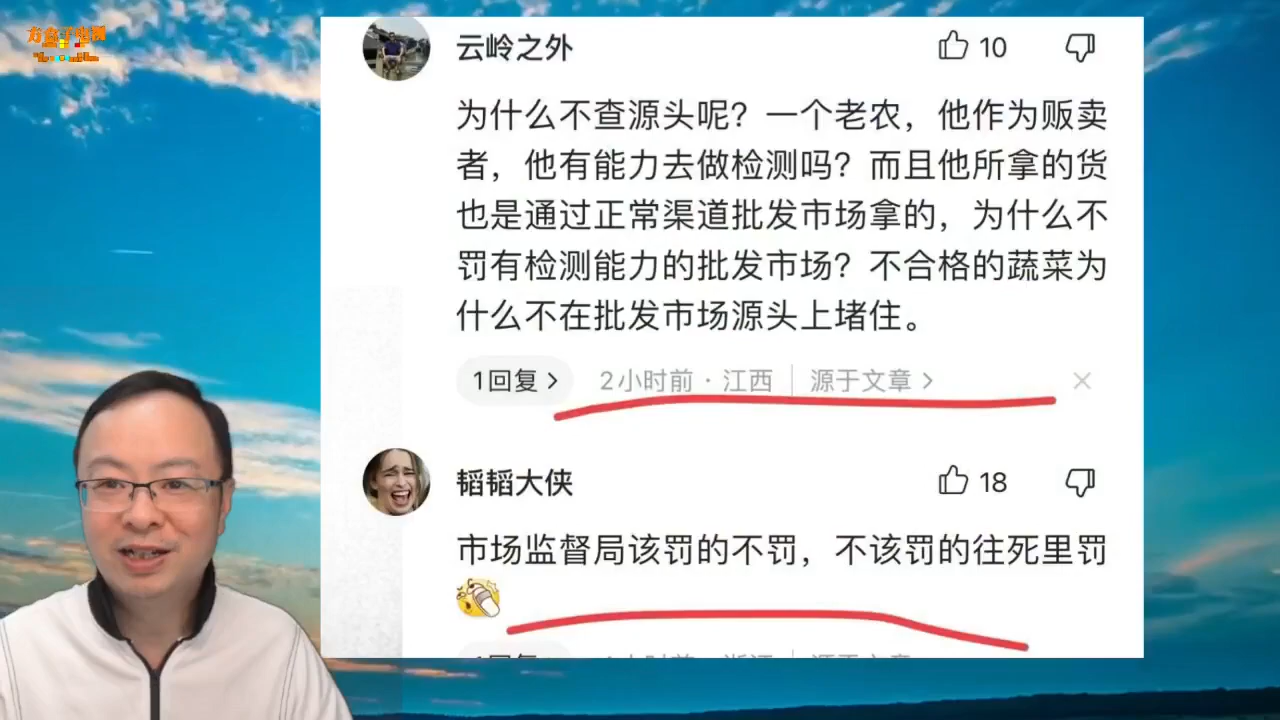 云岭之外
10
为什么不查源头呢？一个老农，他作为贩卖
者，他有能力去做检测吗？而且他所拿的货
也是通过正常渠道批发市场拿的，为什么不
罚有检测能力的批发市场？不合格的蔬菜为
什么不在批发市场源头上堵住。
1回复 >
2小时前 · 江西
源于文章 >
韬韬大侠
18
市场监督局该罚的不罚，不该罚的往死里罚